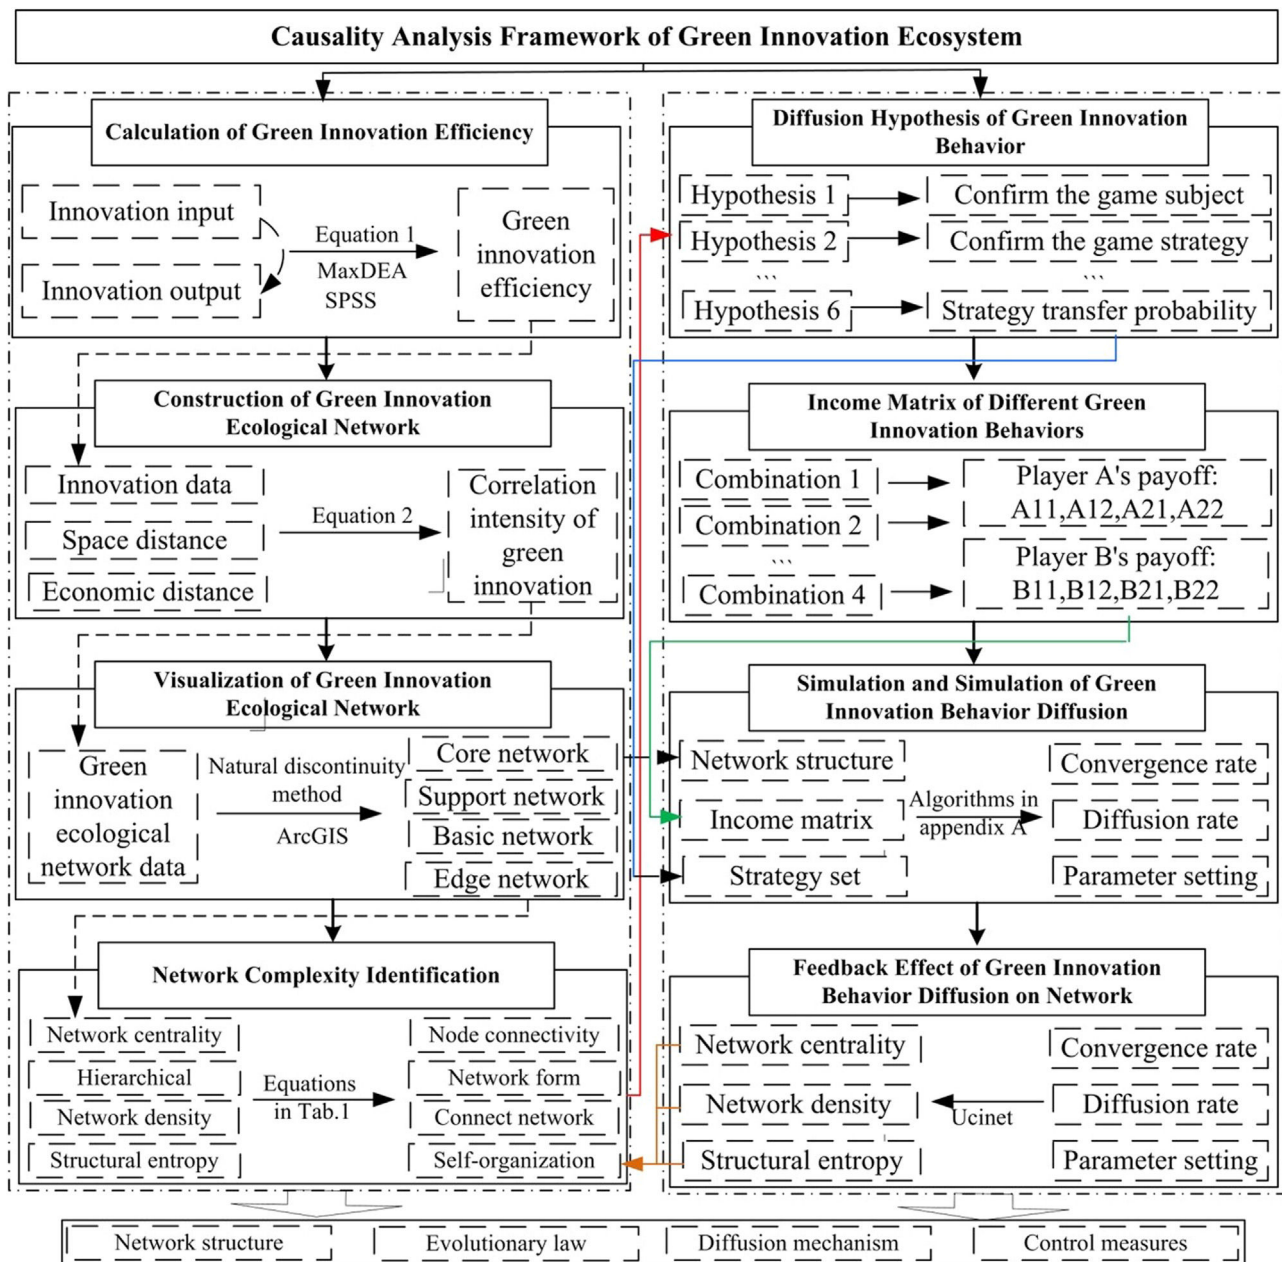 Causality Analysis Framework of Green Innovation Ecosystem
Calculation of Green Innovation Efficiency
Innovation input
Innovation output
Equation 1
MaxDEA
SPSS
Green
innovation
efficiency
Construction of Green Innovation
Ecological Network
Innovation data
Space distance
Economic distance
Equation 2
Correlation
intensity of
green
innovation
Visualization of Green Innovation
Ecological Network
Green
innovation
ecological
network data
Natural discontinuity
method
ArcGIS
Core network
Support network
Basic network
Edge network
Network Complexity Identification
Network centrality
Hierarchical
Network density
Structural entropy
Equations
in Tab.1
Node connectivity
Network form
Connect network
Self-organization
Diffusion Hypothesis of Green Innovation
Behavior
Hypothesis 1
Confirm the game subject
Hypothesis 2
Confirm the game strategy
``` ```
Hypothesis 6
Strategy transfer probability
Income Matrix of Different Green
Innovation Behaviors
Combination 1
Combination 2
```
Combination 4
Player A's payoff:
A11,A12,A21,A22
Player B's payoff:
B11,B12,B21,B22
Simulation and Simulation of Green
Innovation Behavior Diffusion
Network structure
Income matrix
Strategy set
Algorithms in
appendix A
Convergence rate
Diffusion rate
Parameter setting
Feedback Effect of Green Innovation
Behavior Diffusion on Network
Network centrality
Network density
Structural entropy
Ucinet
Convergence rate
Diffusion rate
Parameter setting
Network structure
Evolutionary law
Diffusion mechanism
Control measures